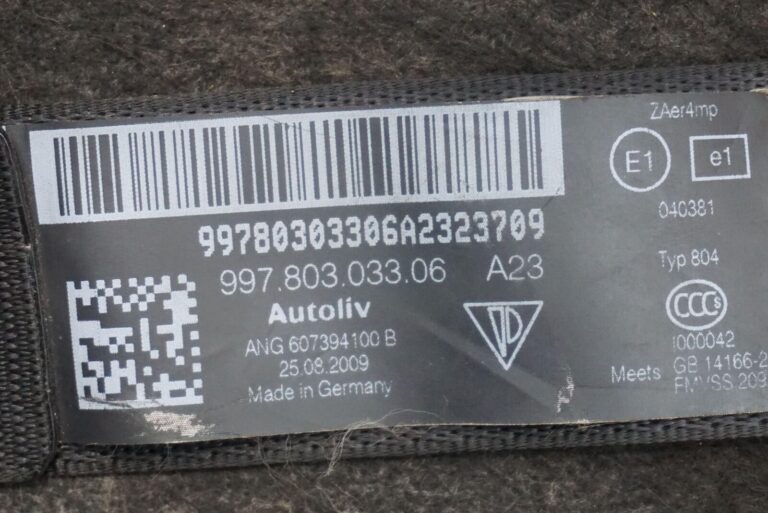 99780303306A2323709
997.803.033.06 A23
Autoliv
ANG 607394100 B
25.08.2009
Made in Germany
ZAer4mp
E1 e1
040381
Typ 804
CCC S
I000042
Meets GB 14166-2
FMVSS 209